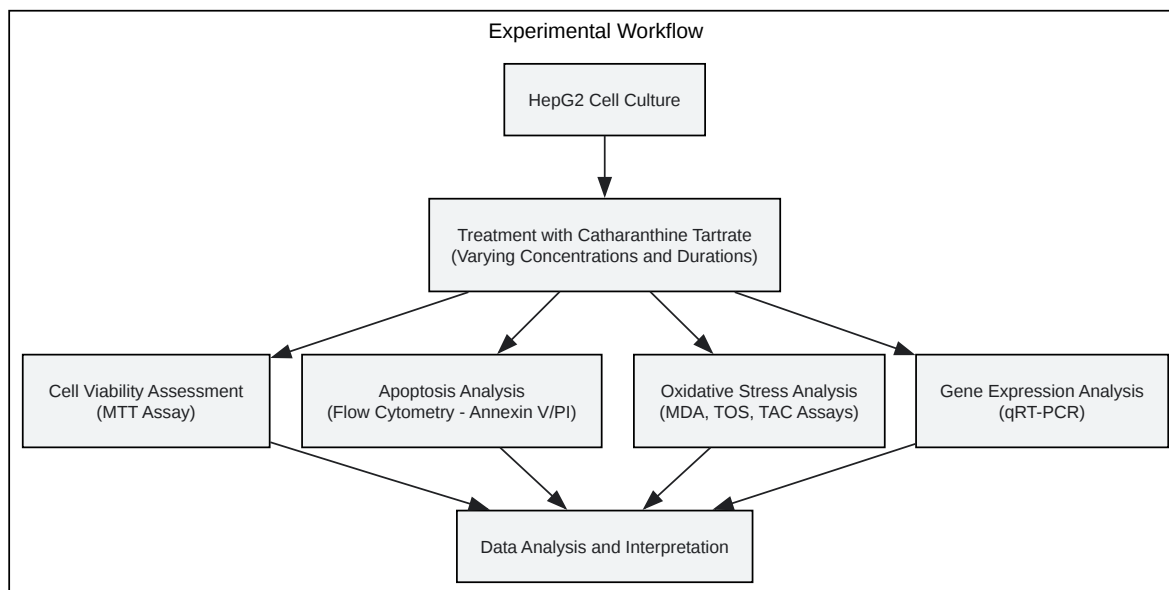 Experimental Workflow
HepG2 Cell Culture
Treatment with Catharanthine Tartrate
(Varying Concentrations and Durations)
Cell Viability Assessment
(MTT Assay)
Apoptosis Analysis
(Flow Cytometry - Annexin V/PI)
Oxidative Stress Analysis
(MDA, TOS, TAC Assays)
Gene Expression Analysis
(qRT-PCR)
Data Analysis and Interpretation